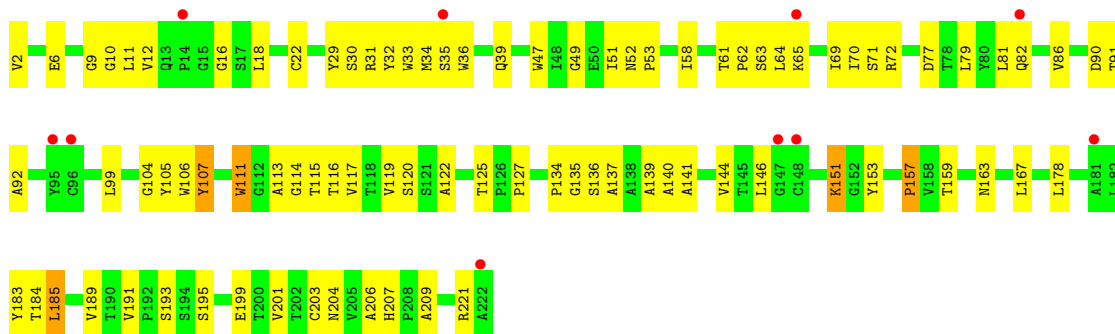 V2 E6 G9 G10 L11 V12 Q13 P14 G15 G16 S17 L18 C22 Y29 S30 R31 Y32 W33 M34 S35 W36 Q39 W47 I48 G49 E50 I51 N52 P53 I58 T61 P62 S63 L64 K65 I69 I70 S71 R72 D77 T78 L79 Y80 L81 Q82 V86 D90 T91
A92 Y95 C96 L99 G104 Y105 W106 Y107 W111 G112 A113 G114 T115 T116 V117 T118 V119 S120 S121 A122 T125 P126 P127 P134 G135 S136 A137 A138 A139 A140 A141 V144 T145 L146 G147 C148 K151 G152 Y153 P157 V158 T159 N163 L167 L178 A181 L182
Y183 T184 L185 V189 T190 V191 P192 S193 S194 S195 E199 T200 V201 T202 C203 N204 V205 A206 H207 P208 A209 R221 A222